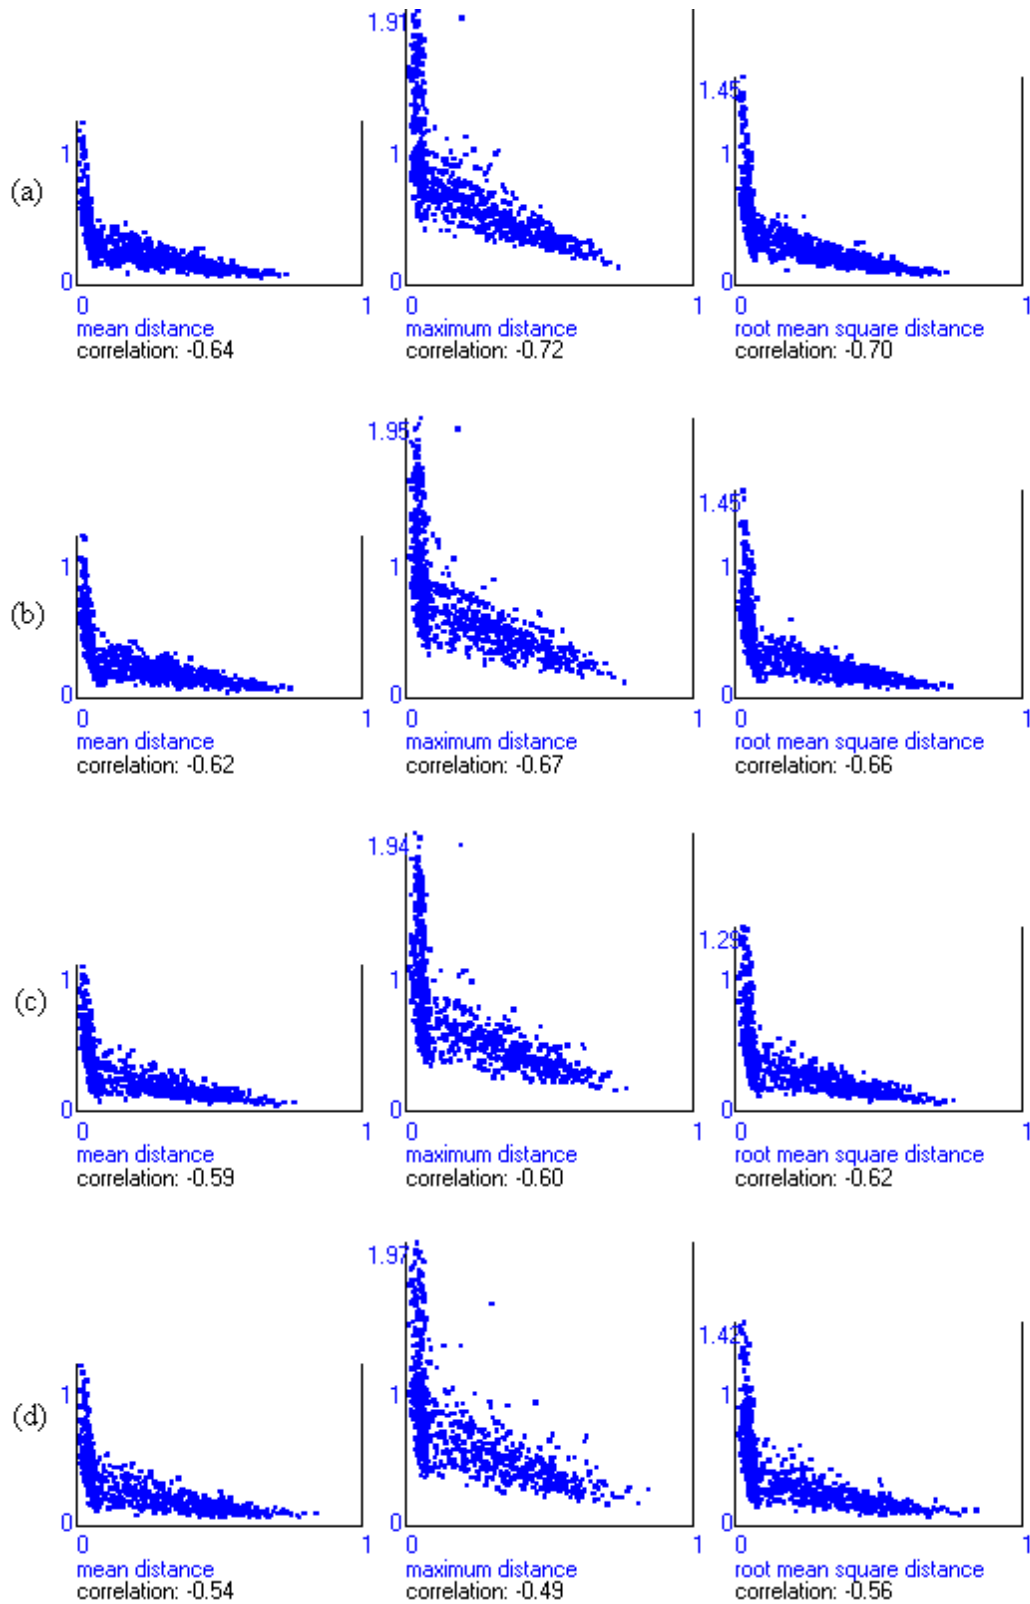 1.91
1.45
1 1 1
(a)
0 0 0
0 1 0 1 0 1
mean distance maximum distance root mean square distance
correlation: -0.64 correlation: -0.72 correlation: -0.70
1.95
1.45
1 1 1
(b)
0 0 0
0 1 0 1 0 1
mean distance maximum distance root mean square distance
correlation: -0.62 correlation: -0.67 correlation: -0.66
1.94
1.29
1 1 1
(c)
0 0 0
0 1 0 1 0 1
mean distance maximum distance root mean square distance
correlation: -0.59 correlation: -0.60 correlation: -0.62
1.97
1.42
1 1 1
(d)
0 0 0
0 1 0 1 0 1
mean distance maximum distance root mean square distance
correlation: -0.54 correlation: -0.49 correlation: -0.56